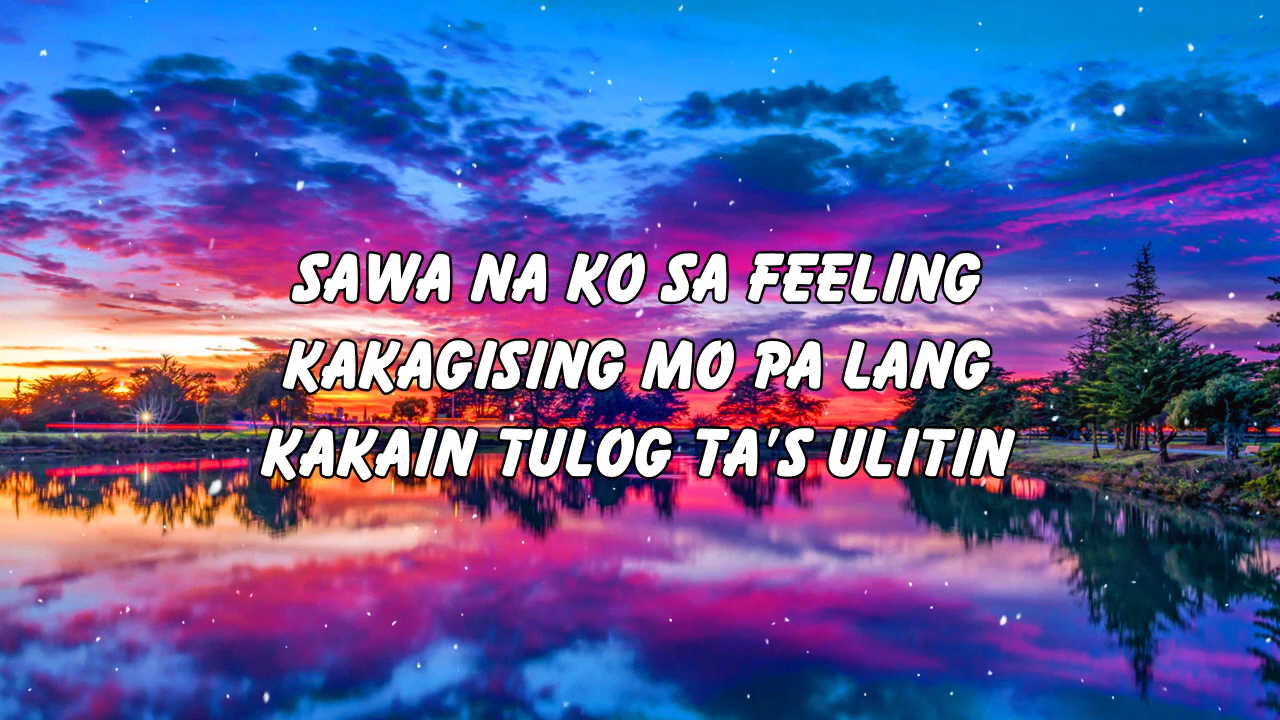 SAWA NA KO SA FEELING
KAKAGISING MO PA LANG
KAKAIN TULOG TA'S ULITIN